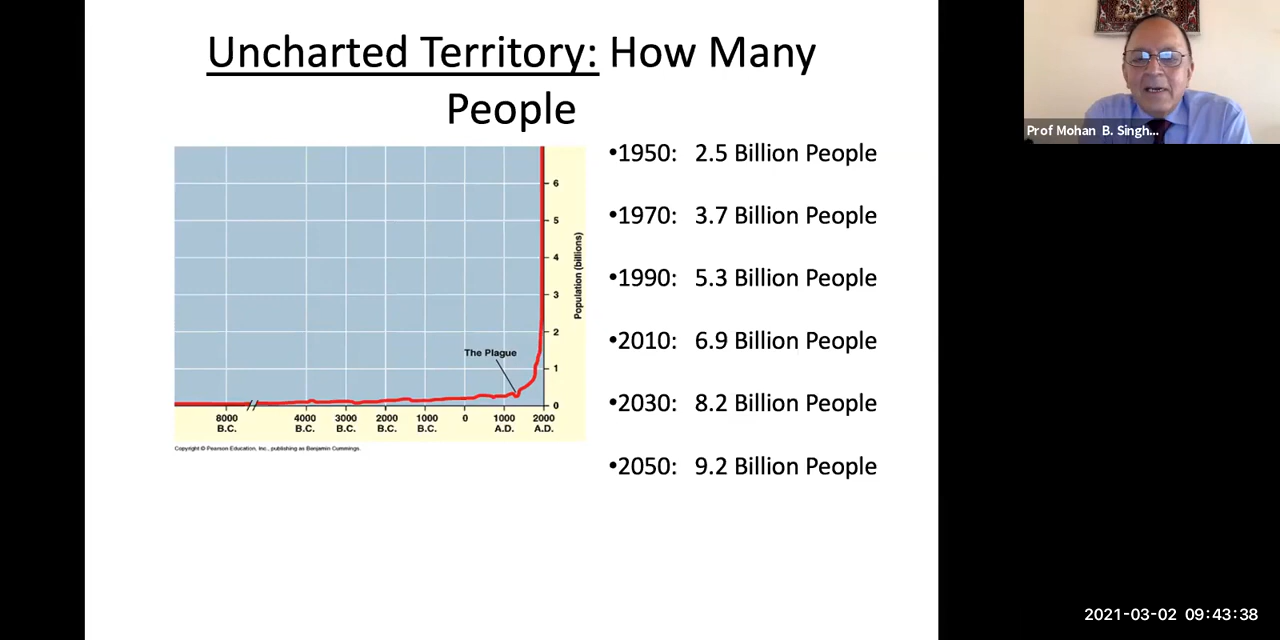 Uncharted Territory: How Many
People
Prof Mohan B. Singh...
•1950: 2.5 Billion People
•1970: 3.7 Billion People
•1990: 5.3 Billion People
•2010: 6.9 Billion People
•2030: 8.2 Billion People
•2050: 9.2 Billion People
6
5
4
3
2
1
0
Population (billions)
The Plague
8000 4000 3000 2000 1000 0 1000 2000
B.C. B.C. B.C. B.C. B.C. A.D. A.D.
Copyright © Pearson Education, Inc., publishing as Benjamin Cummings.
2021-03-02 09:43:38